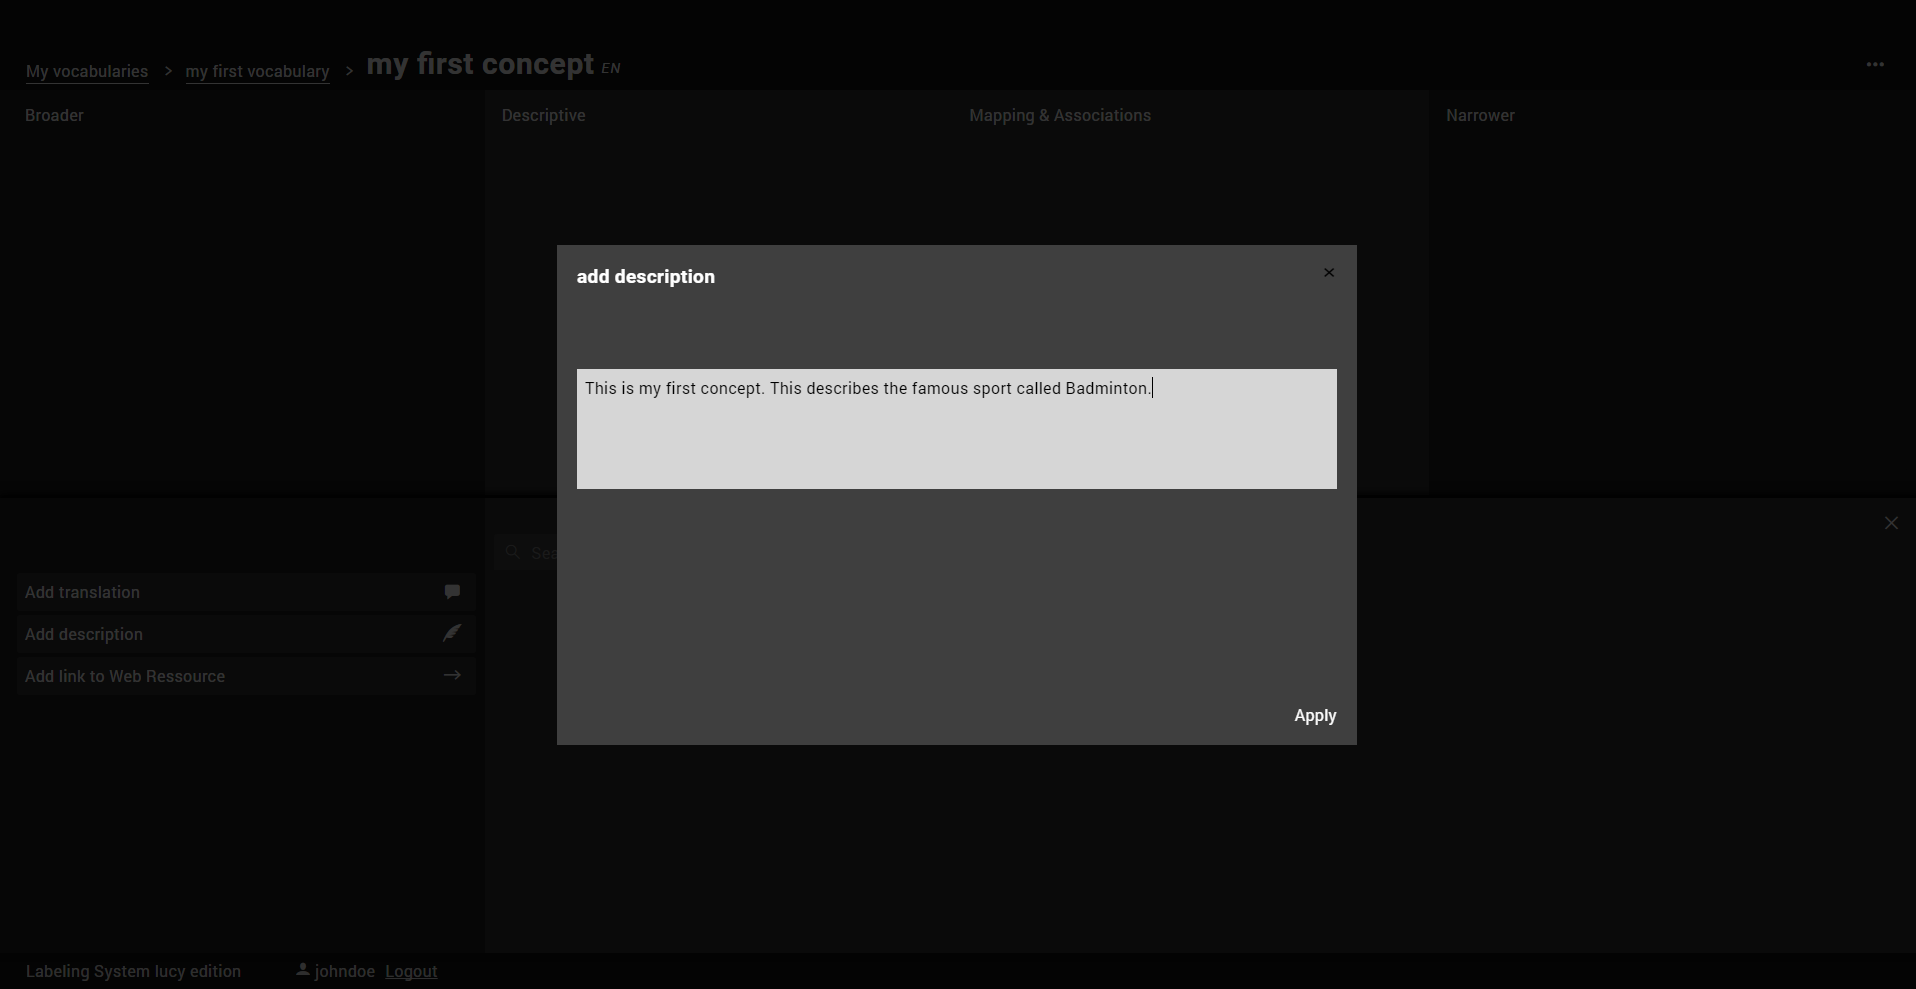 My vocabularies > my first vocabulary > my first concept EN
Broader
Descriptive
Mapping & Associations
Narrower
add description
This is my first concept. This describes the famous sport called Badminton.
Sea
Add translation
Add description
Add link to Web Ressource
Apply
Labeling System lucy edition
johndoe Logout